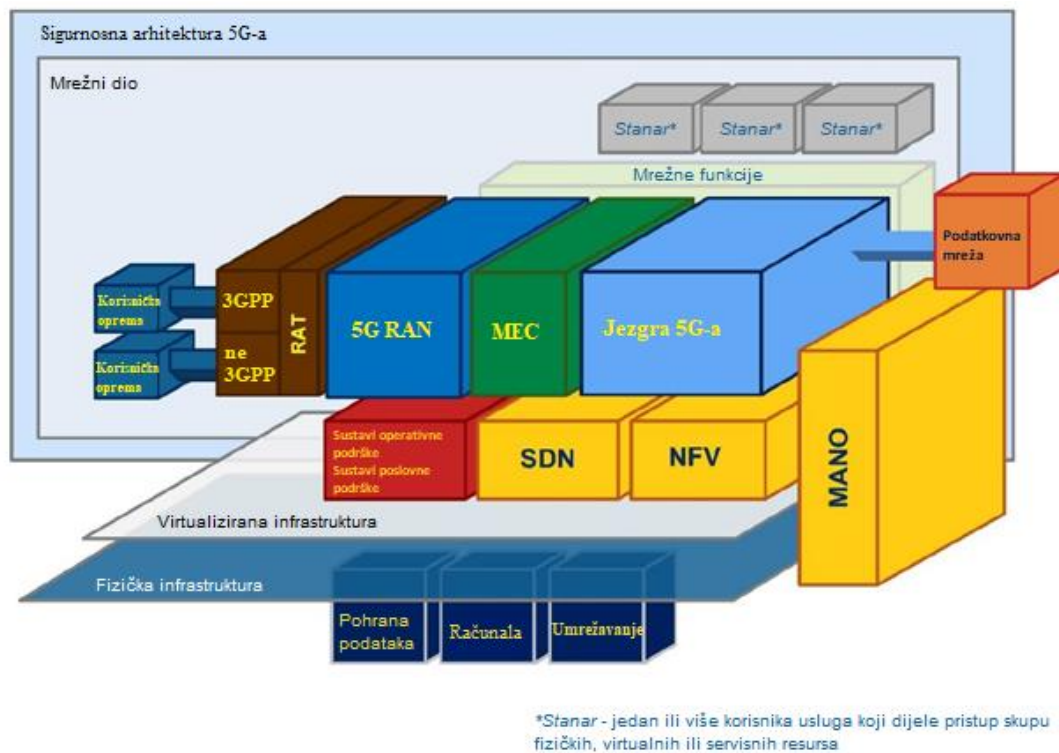 Sigurnosna arhitektura 5G-a
Mrežni dio
Stanar*
Stanar*
Stanar*
Mrežne funkcije
Podatkovna
mreža
Korisnička
oprema
Korisnička
oprema
3GPP
ne
3GPP
RAT
5G RAN
MEC
Jezgra 5G-a
Sustavi operativne
podrške
Sustavi poslovne
podrške
SDN
NFV
MANO
Virtualizirana infrastruktura
Fizička infrastruktura
Pohrana
podataka
Računala
Umrežavanje
*Stanar - jedan ili više korisnika usluga koji dijele pristup skupu
fizičkih, virtualnih ili servisnih resursa